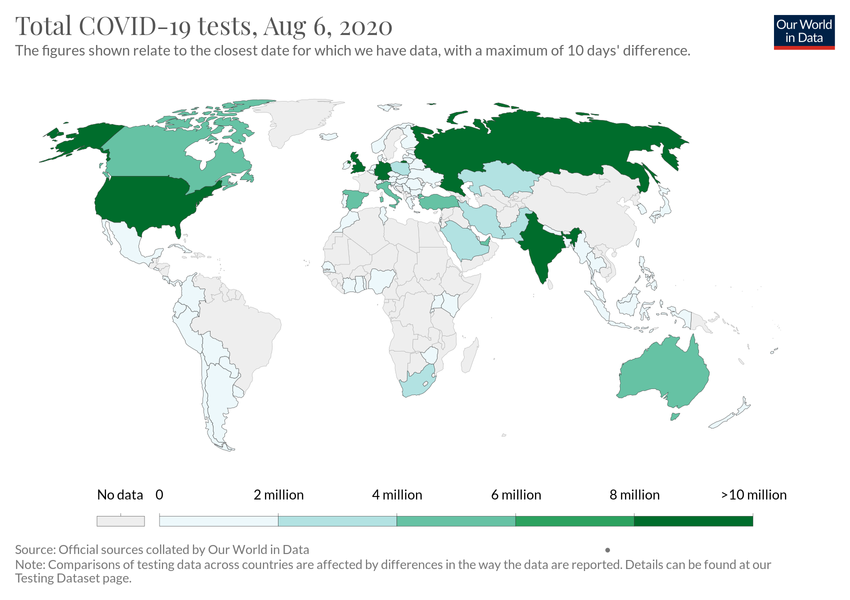 Total COVID-19 tests, Aug 6, 2020
The figures shown relate to the closest date for which we have data, with a maximum of 10 days' difference.
Our World
in Data
No data 0 2 million 4 million 6 million 8 million >10 million
Source: Official sources collated by Our World in Data
Note: Comparisons of testing data across countries are affected by differences in the way the data are reported. Details can be found at our
Testing Dataset page.